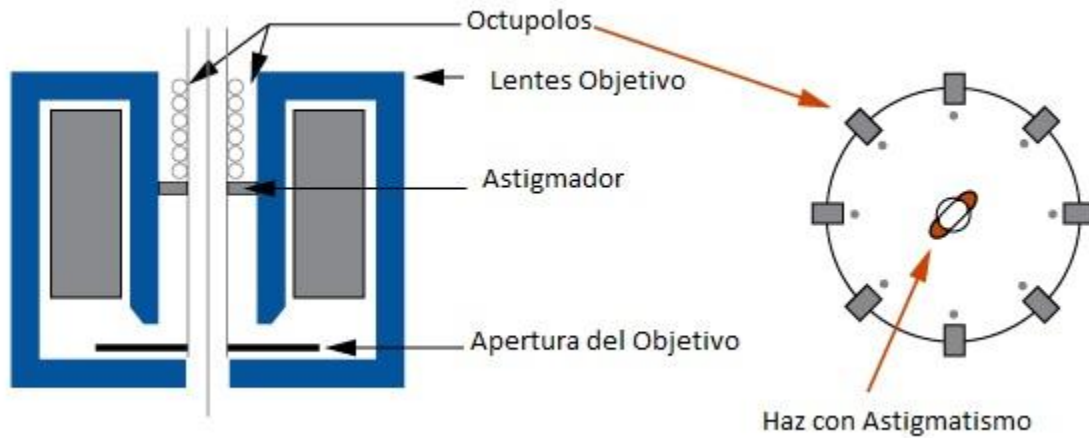 Octupolos
Lentes Objetivo
Astigmador
Apertura del Objetivo
Haz con Astigmatismo